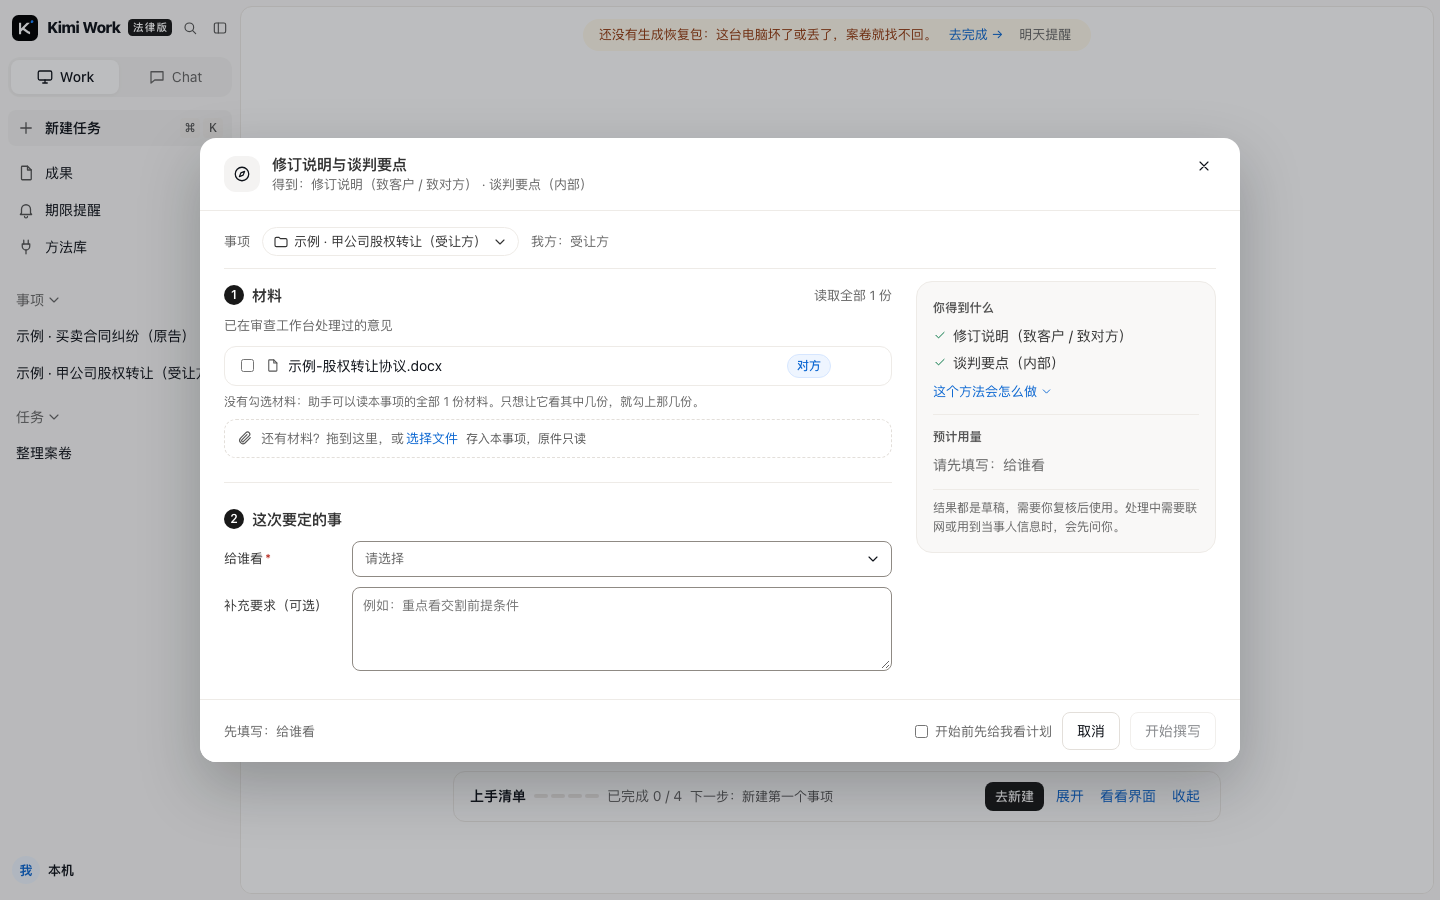 Kimi Work 法律版
还没有生成恢复包：这台电脑坏了或丢了，案卷就找不回。 去完成 → 明天提醒
Work Chat
新建任务 ⌘ K
成果
期限提醒
方法库
事项
示例 · 买卖合同纠纷（原告）
示例 · 甲公司股权转让（受让方
任务
整理案卷
我 本机
修订说明与谈判要点
得到：修订说明（致客户 / 致对方） · 谈判要点（内部）
事项 示例 · 甲公司股权转让（受让方） 我方：受让方
1 材料 读取全部 1 份
已在审查工作台处理过的意见
示例-股权转让协议.docx 对方
没有勾选材料：助手可以读本事项的全部 1 份材料。只想让它看其中几份，就勾上那几份。
还有材料？拖到这里，或 选择文件 存入本事项，原件只读
2 这次要定的事
给谁看 * 请选择
补充要求（可选） 例如：重点看交割前提条件
你得到什么
修订说明（致客户 / 致对方）
谈判要点（内部）
这个方法会怎么做
预计用量
请先填写：给谁看
结果都是草稿，需要你复核后使用。处理中需要联
网或用到当事人信息时，会先问你。
先填写：给谁看 开始前先给我看计划 取消 开始撰写
上手清单 已完成 0 / 4 下一步：新建第一个事项 去新建 展开 看看界面 收起